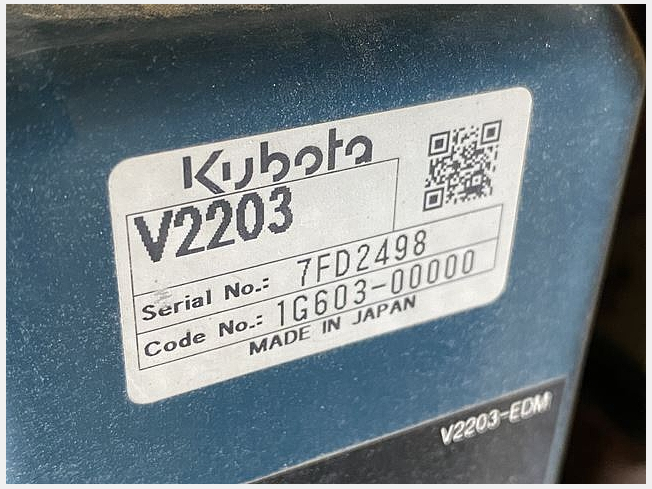 Kubota
V2203
Serial No.: 7FD2498
Code No.: 1G603-00000
MADE IN JAPAN
V2203-EDM